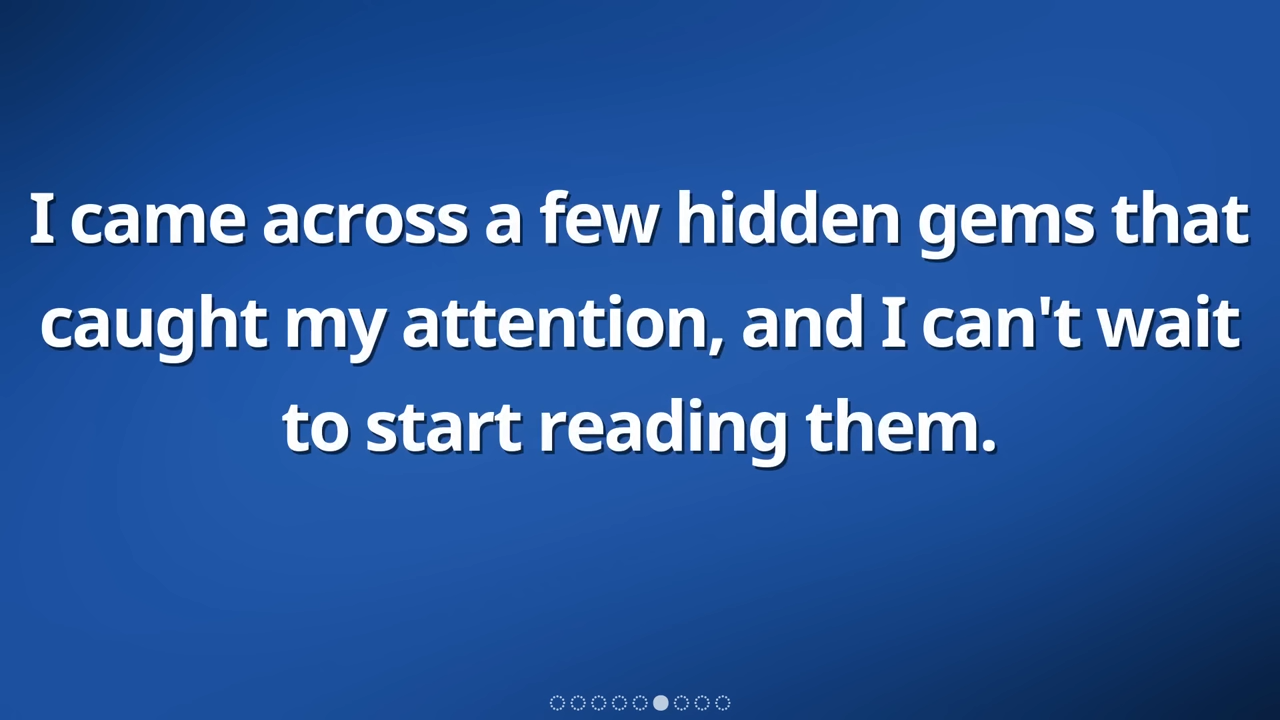 I came across a few hidden gems that
caught my attention, and I can't wait
to start reading them.